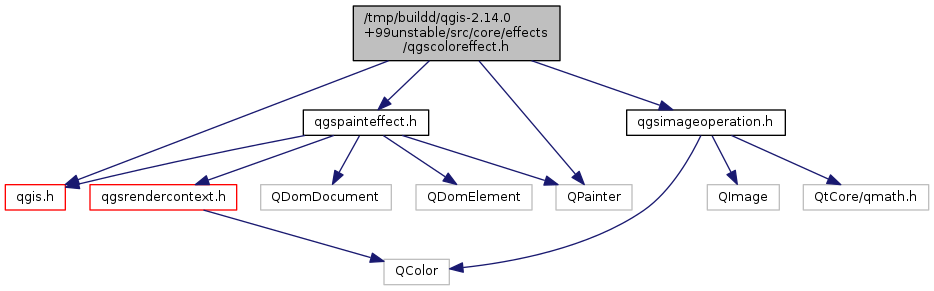 /tmp/buildd/qgis-2.14.0
+99unstable/src/core/effects
/qgscoloreffect.h
qgspainteffect.h
qgsimageoperation.h
qgis.h
qgsrendercontext.h
QDomDocument
QDomElement
QPainter
QImage
QtCore/qmath.h
QColor